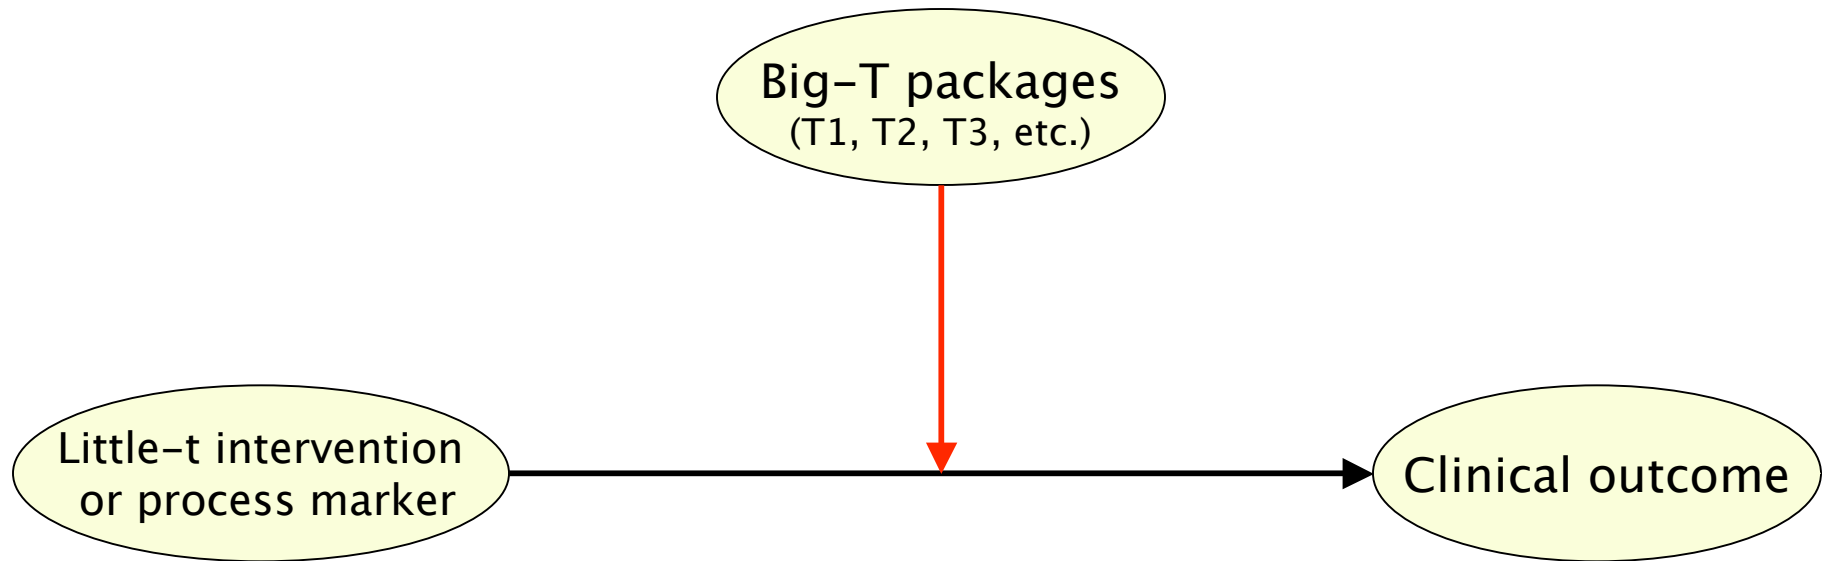 Big-T packages
(T1, T2, T3, etc.)
Little-t intervention
or process marker
Clinical outcome